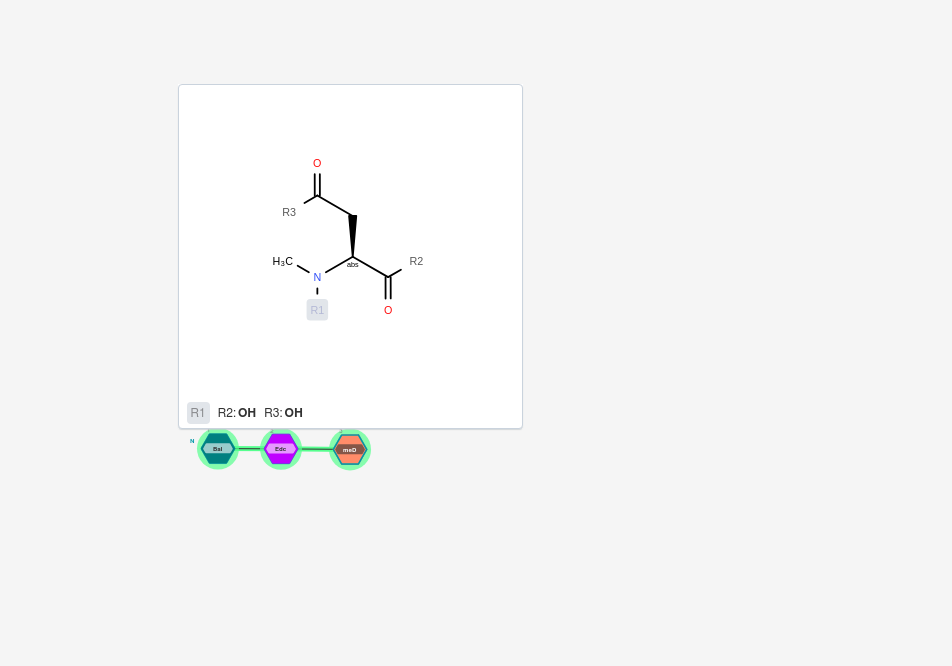 O
R3
H₃C
abs
R2
N
R1
O
R1 R2: OH R3: OH
N
Bal Edc meD